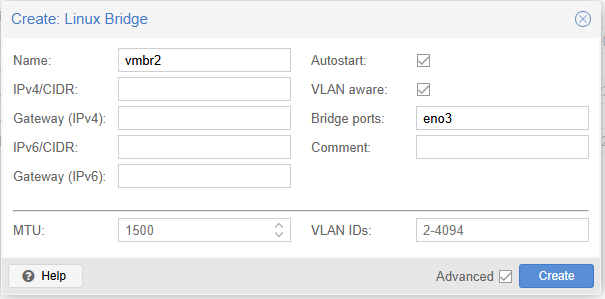 Create: Linux Bridge
Name: vmbr2 Autostart:
IPv4/CIDR: VLAN aware:
Gateway (IPv4): Bridge ports: eno3
IPv6/CIDR: Comment:
Gateway (IPv6):
MTU: 1500 VLAN IDs: 2-4094
? Help Advanced Create